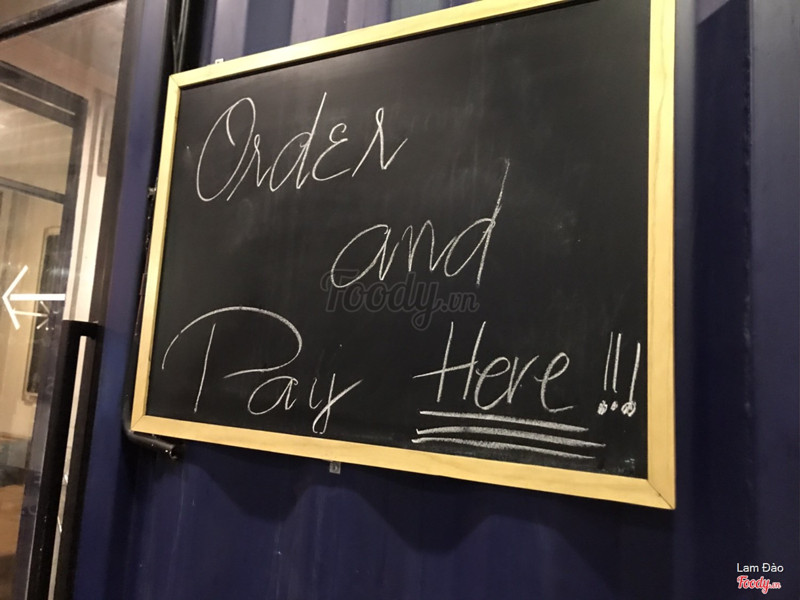 Order
and
Pay Here!!!
Foody.vn
Lam Đào
Foody.vn